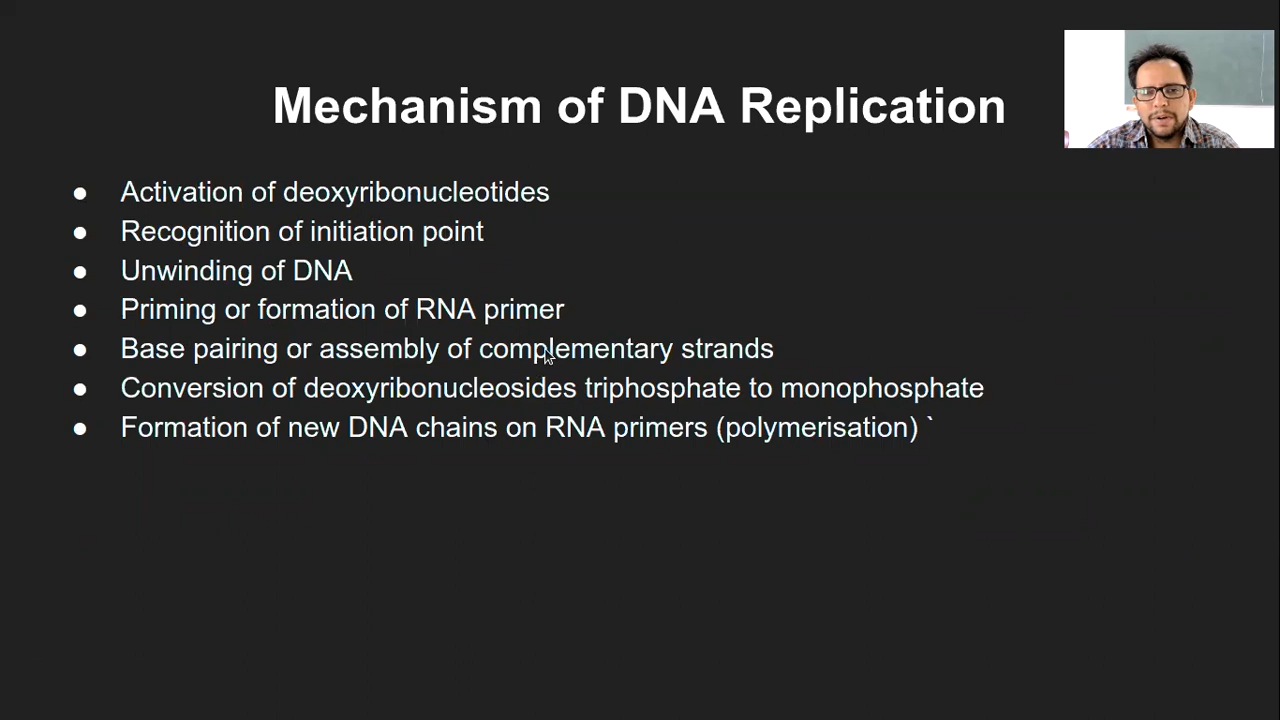 Mechanism of DNA Replication
● Activation of deoxyribonucleotides
● Recognition of initiation point
● Unwinding of DNA
● Priming or formation of RNA primer
● Base pairing or assembly of complementary strands
● Conversion of deoxyribonucleosides triphosphate to monophosphate
● Formation of new DNA chains on RNA primers (polymerisation) `